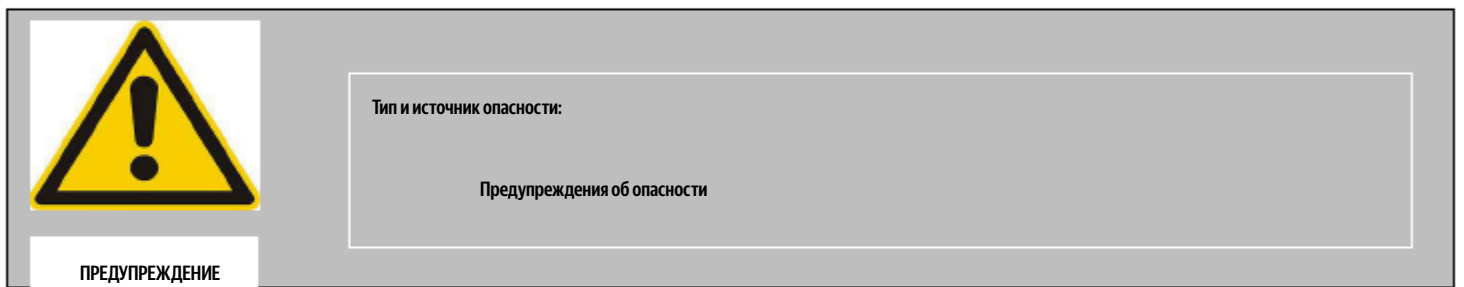 Тип и источник опасности:
Предупреждения об опасности
ПРЕДУПРЕЖДЕНИЕ